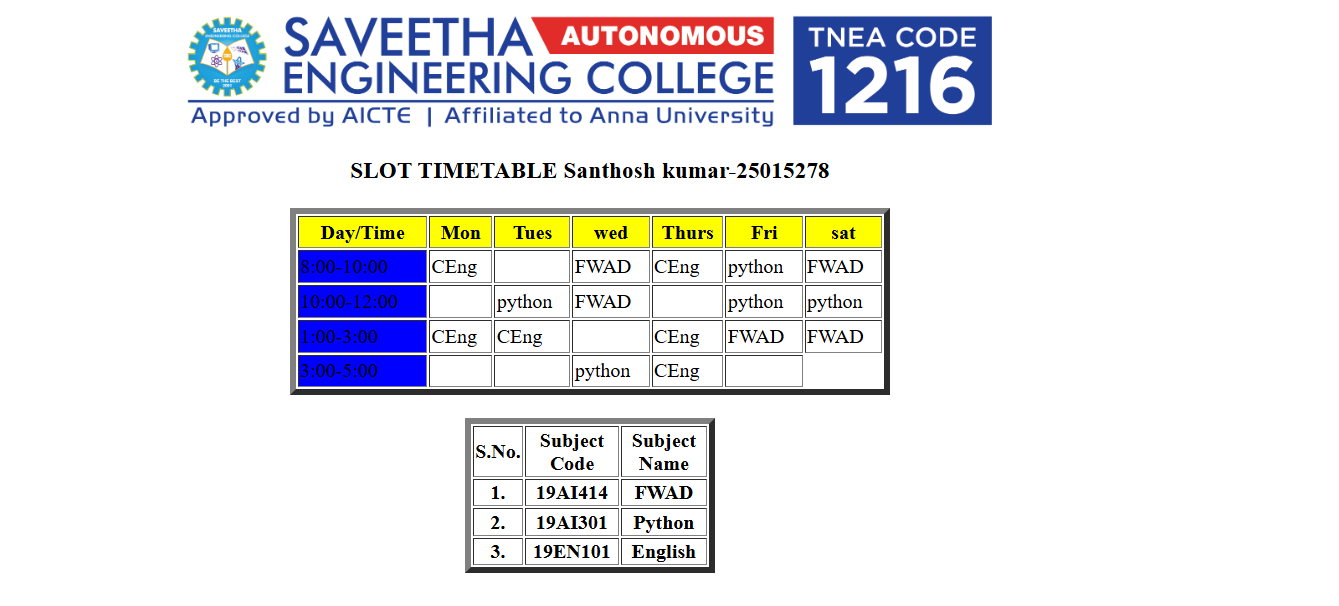 SAVEETHA
ENGINEERING COLLEGE
BE THE BEST
SAVEETHA AUTONOMOUS
ENGINEERING COLLEGE
Approved by AICTE | Affiliated to Anna University
TNEA CODE
1216
SLOT TIMETABLE Santhosh kumar-25015278
Day/Time Mon Tues wed Thurs Fri sat
8:00-10:00 CEng FWAD CEng python FWAD
10:00-12:00 python FWAD python python
1:00-3:00 CEng CEng CEng FWAD FWAD
3:00-5:00 python CEng
S.No. Subject Code Subject Name
1. 19AI414 FWAD
2. 19AI301 Python
3. 19EN101 English